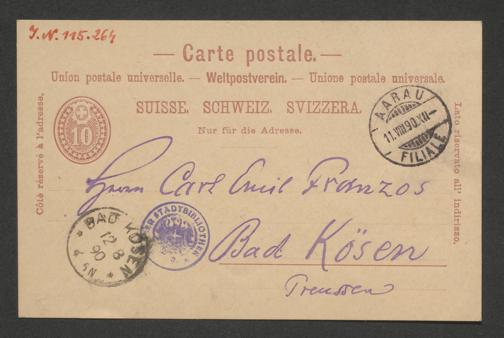 I.N. 115.264
— Carte postale. —
Union postale universelle. — Weltpostverein. — Unione postale universale.
SUISSE. SCHWEIZ. SVIZZERA.
Nur für die Adresse.
Côté réservé à l'adresse.
10
AARAU
11.VIII.90.XII
FILIALE
Lato riservato all' indirizzo.
Herrn Carl Emil Franzos
BAD KÖSEN
12 8
90
STADTBIBLIOTHEK
Bad Kösen
Preussen